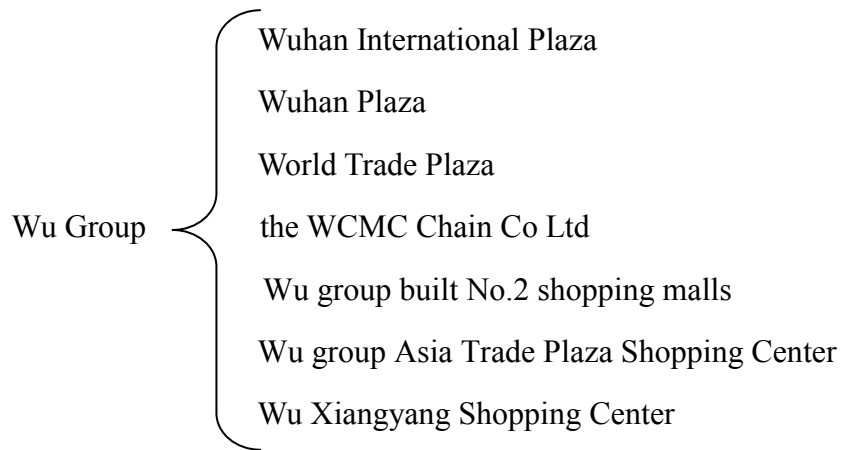 Wuhan International Plaza
Wuhan Plaza
World Trade Plaza
Wu Group
the WCMC Chain Co Ltd
Wu group built No.2 shopping malls
Wu group Asia Trade Plaza Shopping Center
Wu Xiangyang Shopping Center